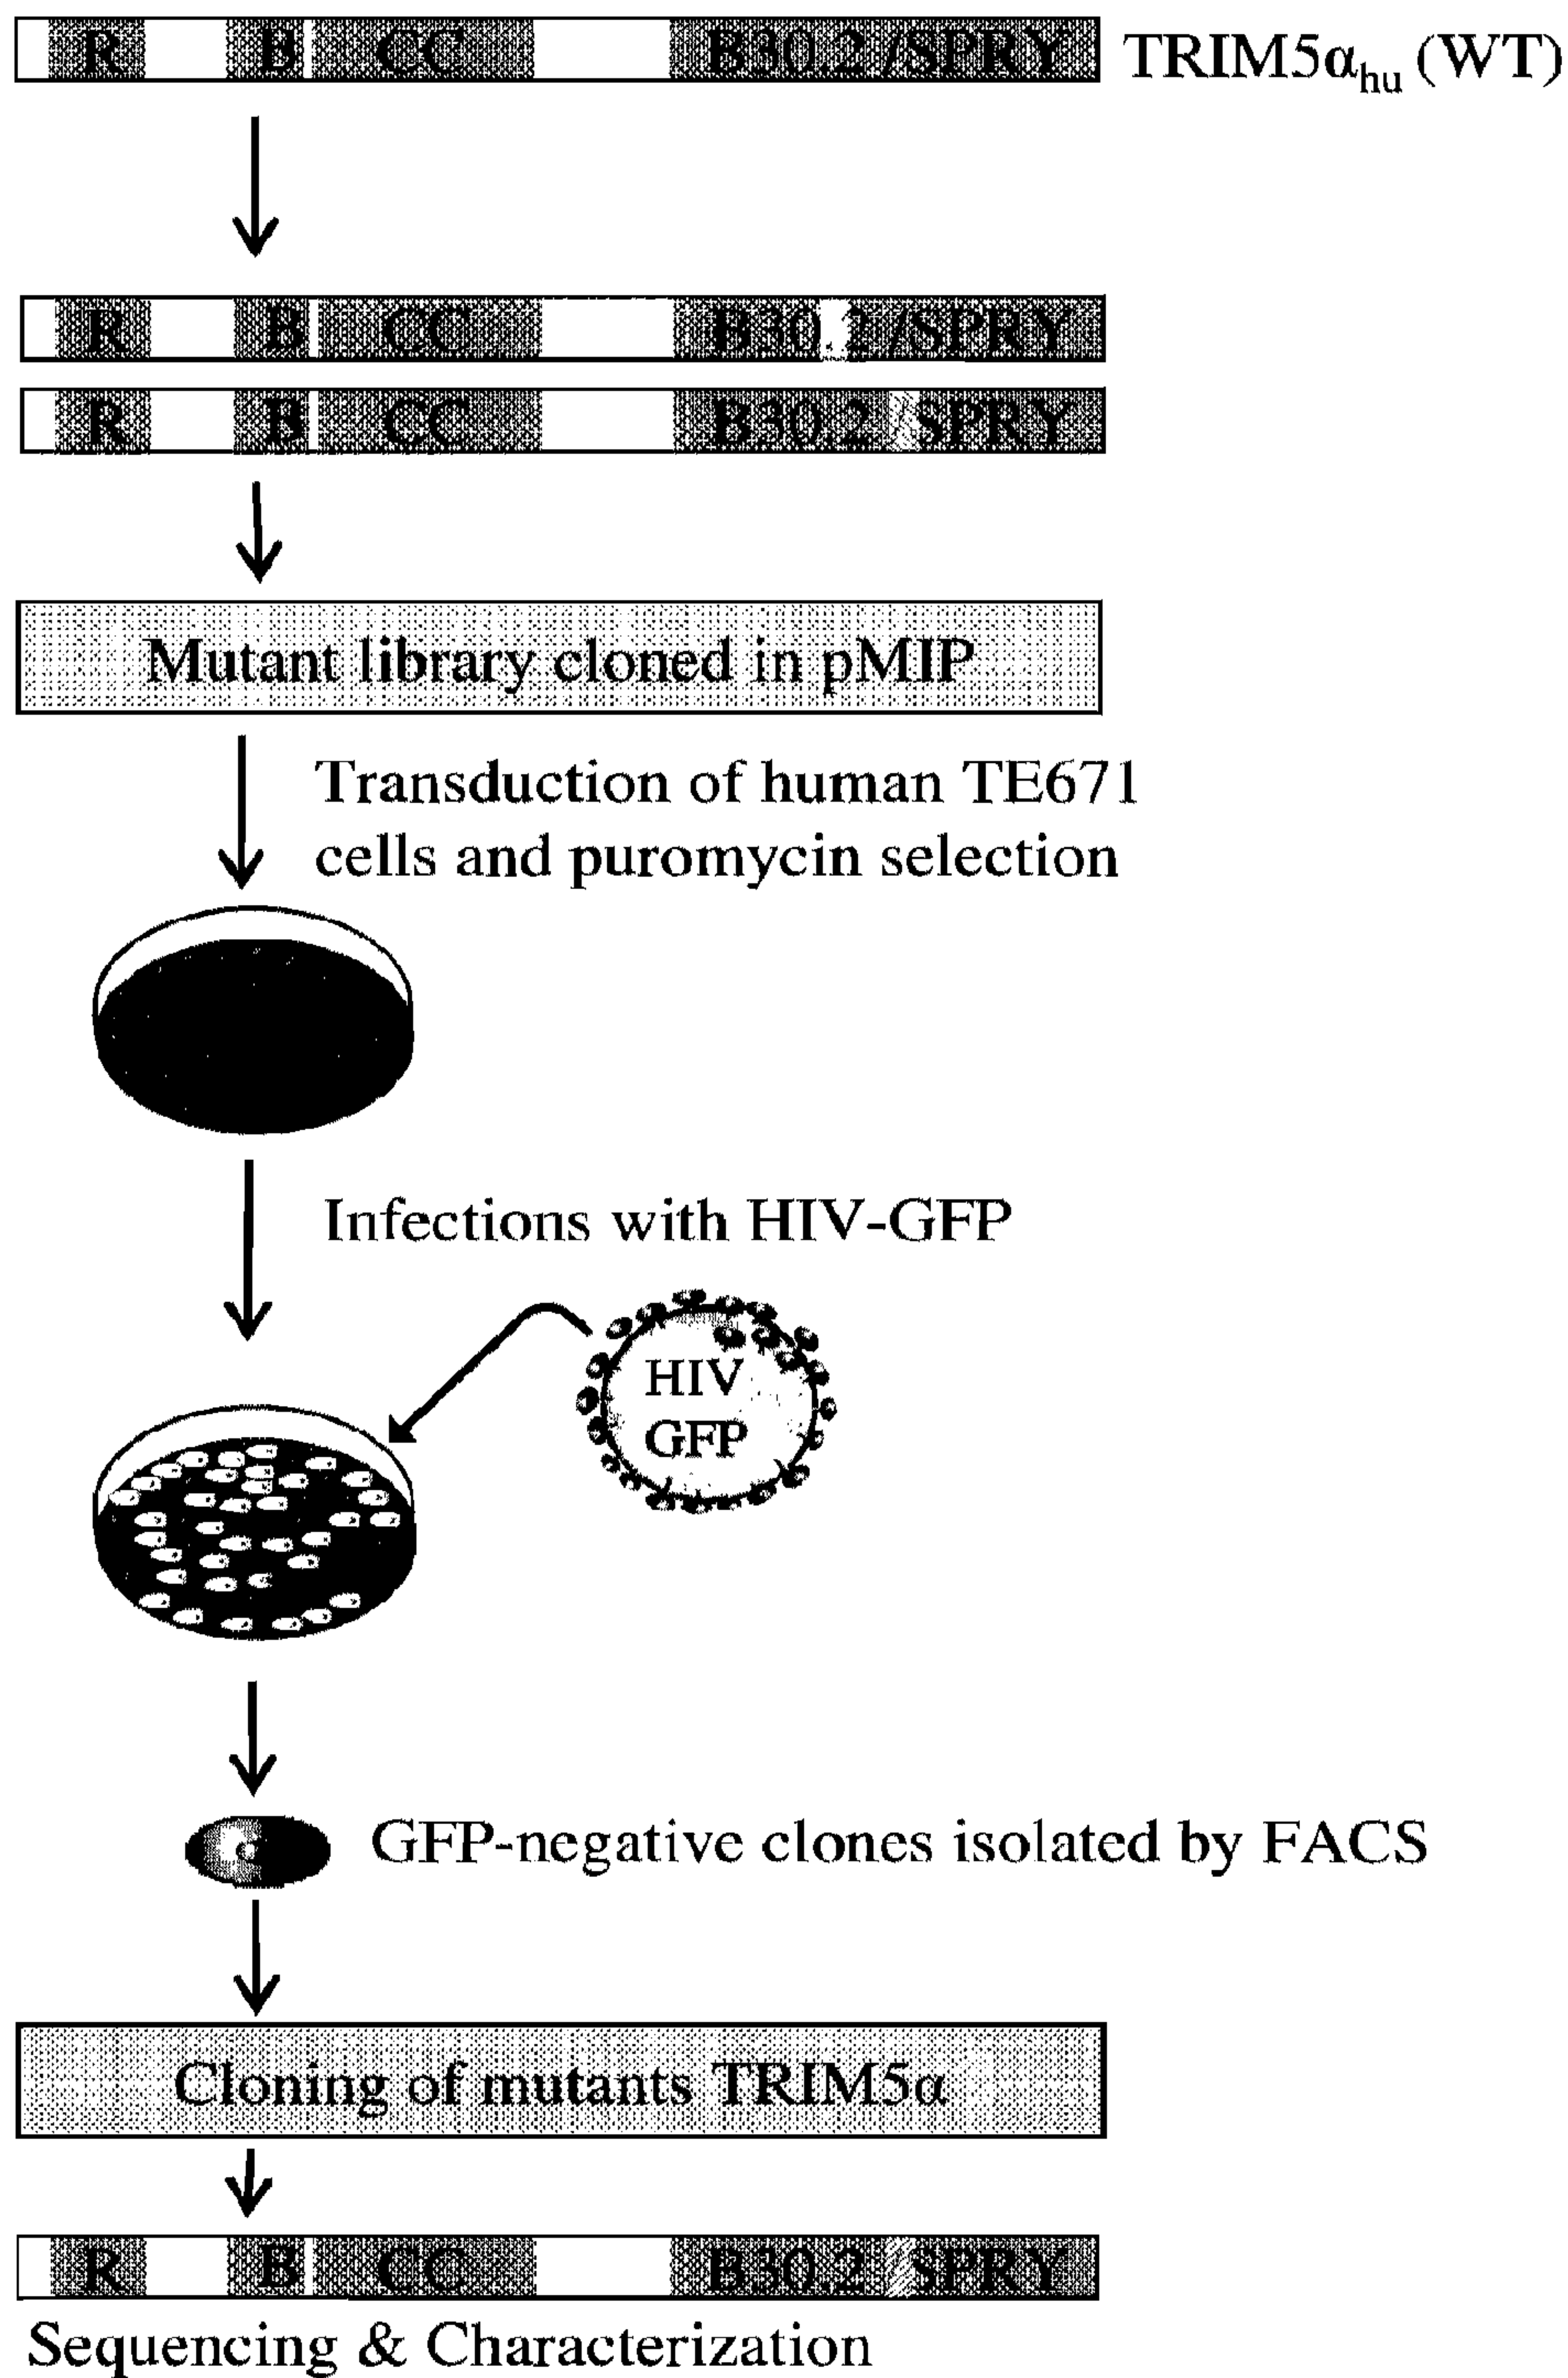 R B CC B30.2 /SPRY TRIM5αhu (WT)
R B CC B30.2 /SPRY
R B CC B30.2 /SPRY
Mutant library cloned in pMIP
Transduction of human TE671
cells and puromycin selection
Infections with HIV-GFP
HIV
GFP
GFP-negative clones isolated by FACS
Cloning of mutants TRIM5α
R B CC B30.2 /SPRY
Sequencing & Characterization